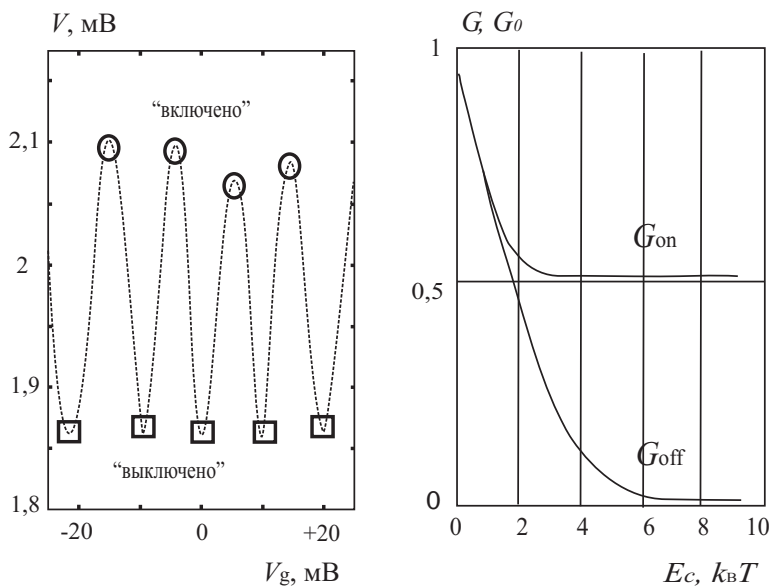 V, мВ
2,1
2
1,9
1,8
-20
0
+20
Vg, мВ
“включено”
“выключено”
G, G0
1
0,5
0
0
2
4
6
8
10
Gon
Goff
Ec, kвT